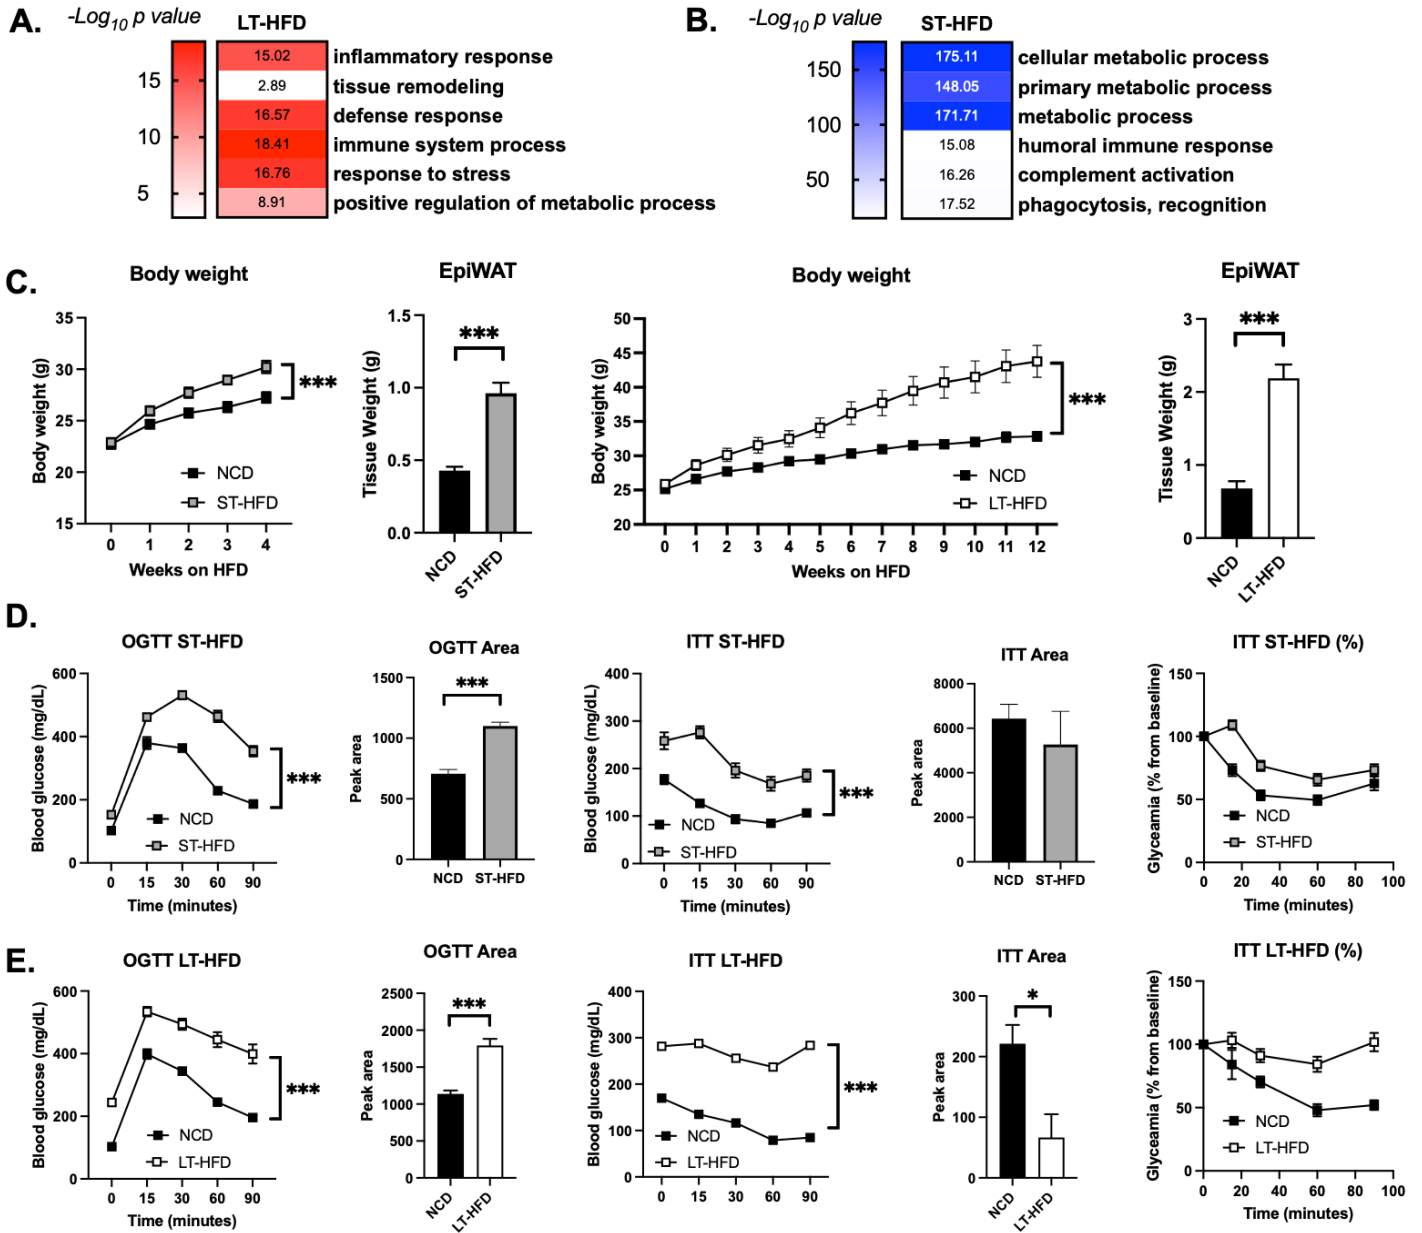 A.
-Log10 p value
LT-HFD
15
10
5
15.02 inflammatory response
2.89 tissue remodeling
16.57 defense response
18.41 immune system process
16.76 response to stress
8.91 positive regulation of metabolic process
B.
-Log10 p value
ST-HFD
150
100
50
175.11 cellular metabolic process
148.05 primary metabolic process
171.71 metabolic process
15.08 humoral immune response
16.26 complement activation
17.52 phagocytosis, recognition
C.
Body weight
Body weight (g)
35
30
25
20
15
***
NCD
ST-HFD
0 1 2 3 4
Weeks on HFD
EpiWAT
Tissue Weight (g)
1.5
1.0
0.5
0.0
***
NCD
ST-HFD
Body weight
Body weight (g)
50
45
40
35
30
25
20
***
NCD
LT-HFD
0 1 2 3 4 5 6 7 8 9 10 11 12
Weeks on HFD
EpiWAT
Tissue Weight (g)
3
2
1
0
***
NCD
LT-HFD
D.
OGTT ST-HFD
Blood glucose (mg/dL)
600
400
200
0
***
NCD
ST-HFD
0 15 30 60 90
Time (minutes)
OGTT Area
Peak area
1500
1000
500
0
***
NCD ST-HFD
ITT ST-HFD
Blood glucose (mg/dL)
400
300
200
100
0
***
NCD
ST-HFD
0 15 30 60 90
Time (minutes)
ITT Area
Peak area
8000
6000
4000
2000
0
NCD ST-HFD
ITT ST-HFD (%)
Glyceamia (% from baseline)
150
100
50
0
NCD
ST-HFD
0 20 40 60 80 100
Time (minutes)
E.
OGTT LT-HFD
Blood glucose (mg/dL)
600
400
200
0
***
NCD
LT-HFD
0 15 30 60 90
Time (minutes)
OGTT Area
Peak area
2500
2000
1500
1000
500
0
***
NCD
LT-HFD
ITT LT-HFD
Blood glucose (mg/dL)
400
300
200
100
0
***
NCD
LT-HFD
0 15 30 60 90
Time (minutes)
ITT Area
Peak area
300
200
100
0
*
NCD
LT-HFD
ITT LT-HFD (%)
Glyceamia (% from baseline)
150
100
50
0
NCD
LT-HFD
0 20 40 60 80 100
Time (minutes)